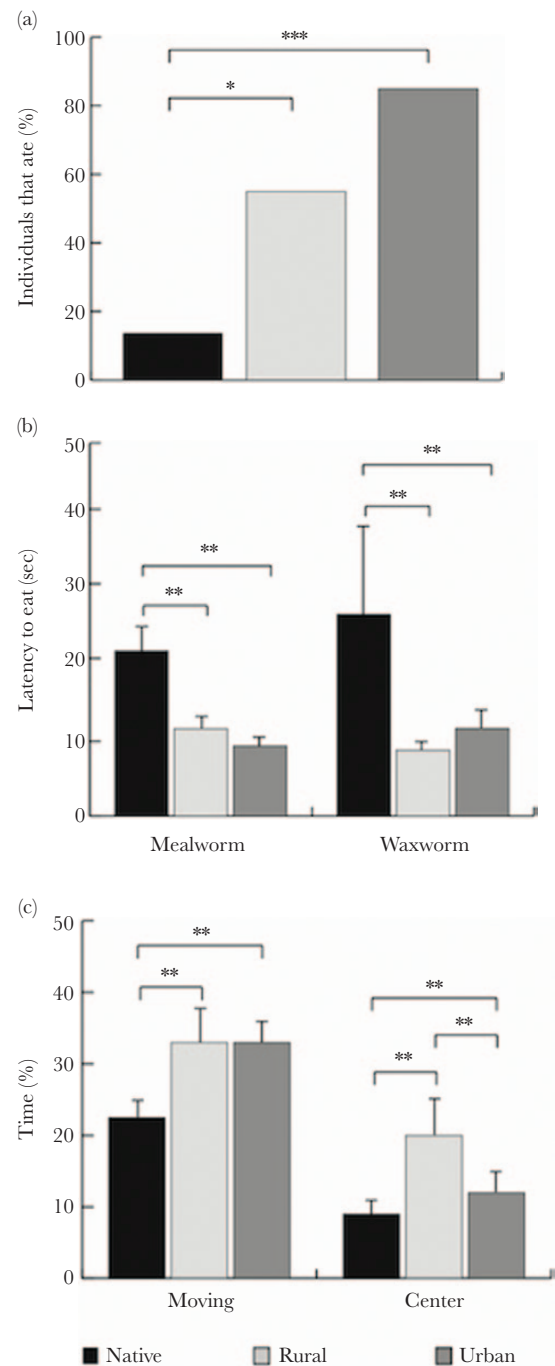 (a)
Individuals that ate (%)
100
80
60
40
20
0
*
***
(b)
Latency to eat (sec)
50
40
30
20
10
0
**
**
**
**
Mealworm
Waxworm
(c)
Time (%)
50
40
30
20
10
0
**
**
**
**
**
Moving
Center
Native
Rural
Urban